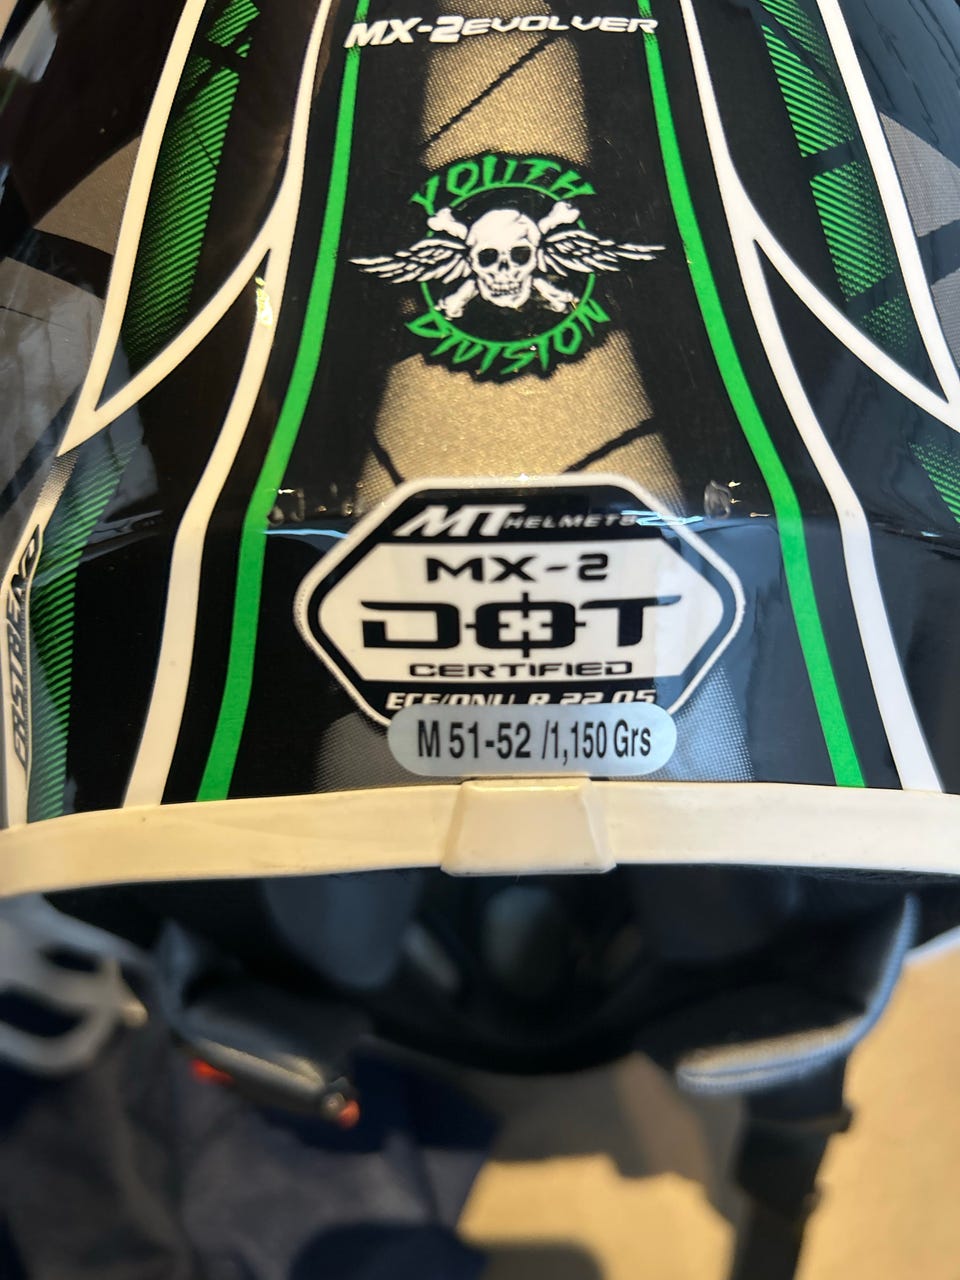 MX-2EVOLVER
YOUTH
DIVISION
MT HELMETS
MX-2
DOT
CERTIFIED
ECE/ONU R 22.05
M 51-52 /1,150 Grs